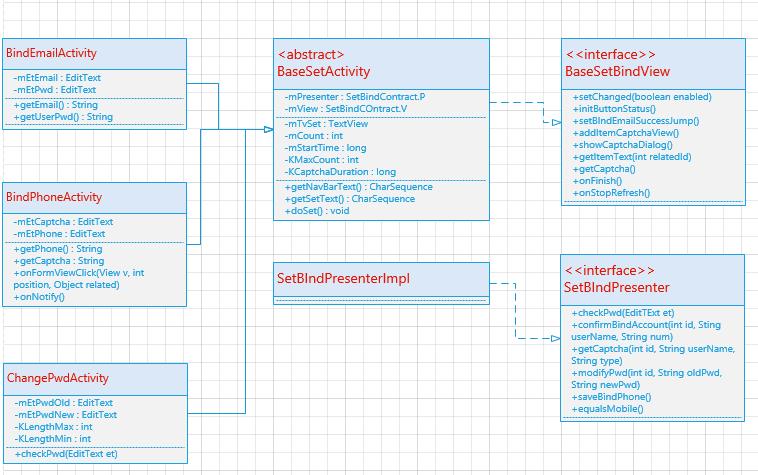 BindEmailActivity
-mEtEmail : EdiText
-mEtPwd : EditText
+getEmail() : String
+getUserPwd() : String
BindPhoneActivity
-mEtCaptcha : EditText
-mEtPhone : EditText
+getPhone() : String
+getCaptcha : String
+onFormViewClick(View v, int
position, Object related)
+onNotify()
ChangePwdActivity
-mEtPwdOld : EditText
-mEtPwdNew : EditText
-KLengthMax : int
-KLengthMin : int
+checkPwd(EditText et)
<abstract>
BaseSetActivity
-mPresenter : SetBindContract.P
-mView : SetBindCOntract.V
-mTvSet : TextView
-mCount : int
-mStartTime : long
-KMaxCount : int
-KCaptchaDuration : long
+getNavBarText() : CharSequence
+getSetText() : CharSequence
+doSet() : void
SetBIndPresenterImpl
<<interface>>
BaseSetBindView
+setChanged(boolean enabled)
+initButtonStatus()
+setBIndEmailSuccessJump()
+addItemCaptchaView()
+showCaptchaDialog()
+getItemText(int relatedId)
+getCaptcha()
+onFinish()
+onStopRefresh()
<<interface>>
SetBIndPresenter
+checkPwd(EditTExt et)
+confirmBindAccount(int id, Sting
userName, String num)
+getCaptcha(int id, String userName,
String type)
+modifyPwd(int id, String oldPwd,
String newPwd)
+saveBindPhone()
+equalsMobile()